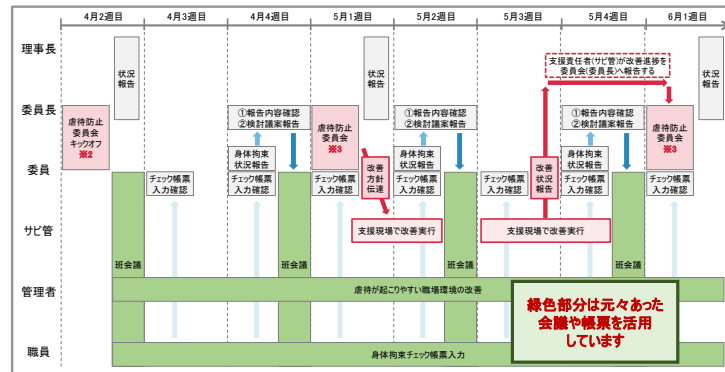 4月2週目 4月3週目 4月4週目 5月1週目 5月2週目 5月3週目 5月4週目 6月1週目
理事長
委員長
委員
サビ管
管理者
職員
虐待防止
委員会
キックオフ
※2
状況
報告
班会議
チェック帳票
入力確認
①報告内容確認
②検討議案報告
身体拘束
状況報告
チェック帳票
入力確認
班会議
虐待防止
委員会
※3
チェック帳票
入力確認
状況
報告
改善
方針
伝達
支援現場で改善実行
①報告内容確認
②検討議案報告
身体拘束
状況報告
チェック帳票
入力確認
班会議
チェック帳票
入力確認
改善
状況
報告
支援現場で改善実行
支援責任者(サビ管)が改善進捗を
委員会(委員長)へ報告する
①報告内容確認
②検討議案報告
身体拘束
状況報告
チェック帳票
入力確認
虐待防止
委員会
※3
チェック帳票
入力確認
状況
報告
虐待が起こりやすい職場環境の改善
緑色部分は元々あった
会議や帳票を活用
しています
身体拘束チェック帳票入力